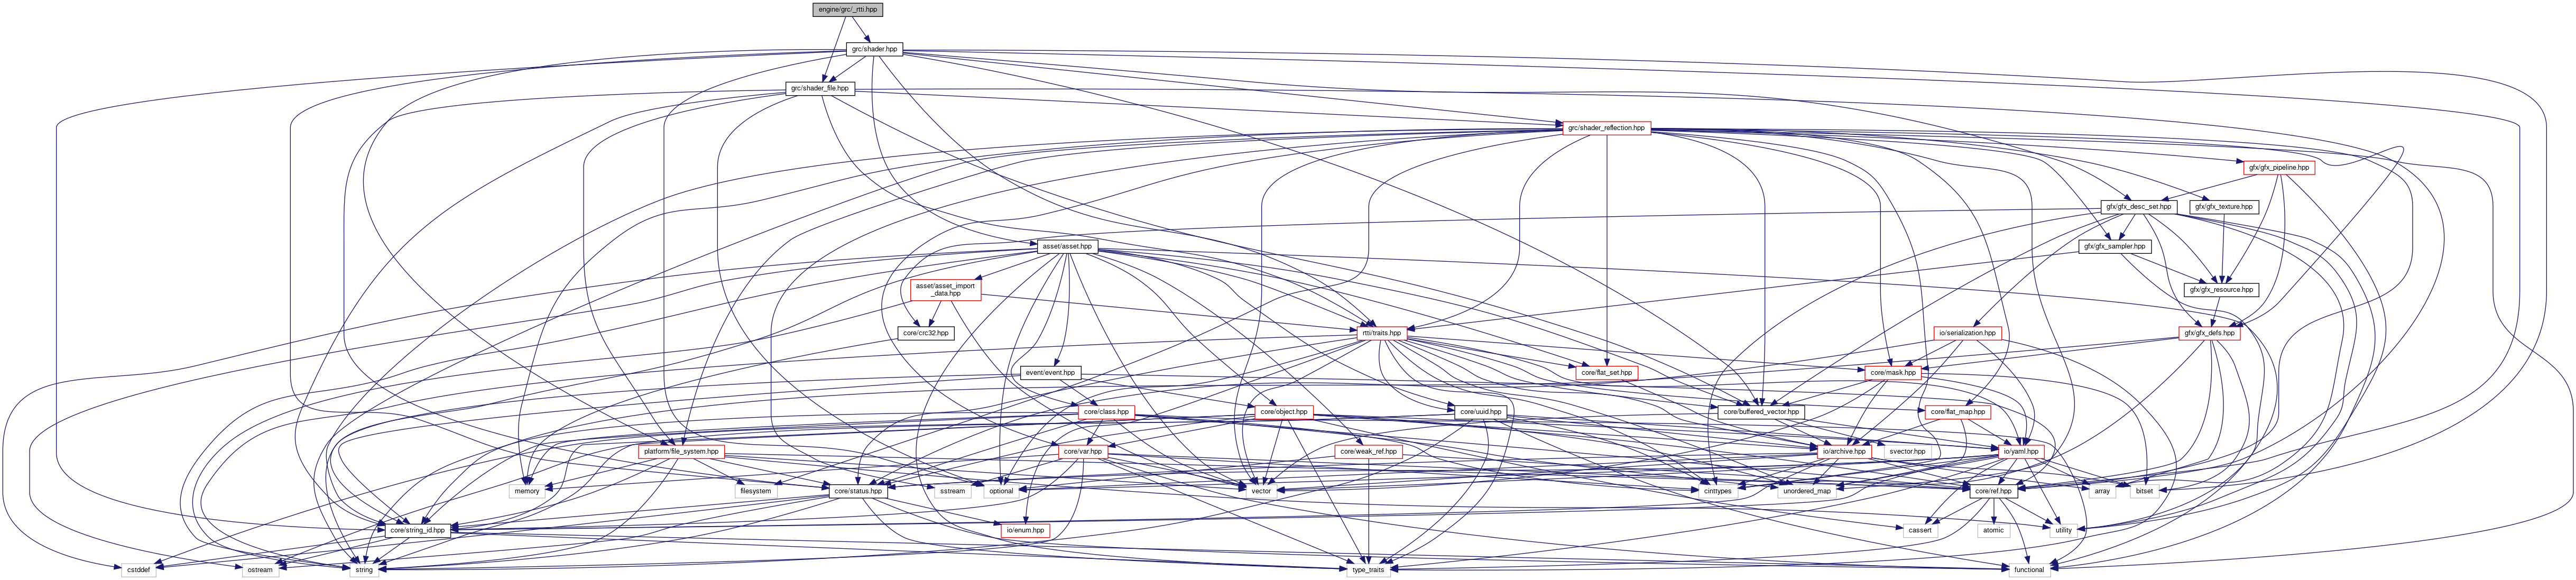 engine/grc/_rtti.hpp
grc/shader.hpp
grc/shader_file.hpp
grc/shader_reflection.hpp
gfx/gfx_pipeline.hpp
gfx/gfx_desc_set.hpp
gfx/gfx_texture.hpp
asset/asset.hpp
gfx/gfx_sampler.hpp
asset/asset_import
_data.hpp
gfx/gfx_resource.hpp
core/crc32.hpp
rtti/traits.hpp
io/serialization.hpp
gfx/gfx_defs.hpp
event/event.hpp
core/flat_set.hpp
core/mask.hpp
core/class.hpp
core/object.hpp
core/uuid.hpp
core/buffered_vector.hpp
core/flat_map.hpp
platform/file_system.hpp
core/var.hpp
core/weak_ref.hpp
io/archive.hpp
svector.hpp
io/yaml.hpp
memory
filesystem
core/status.hpp
sstream
optional
vector
cinttypes
unordered_map
core/ref.hpp
array
bitset
core/string_id.hpp
io/enum.hpp
cassert
atomic
utility
cstddef
ostream
string
type_traits
functional